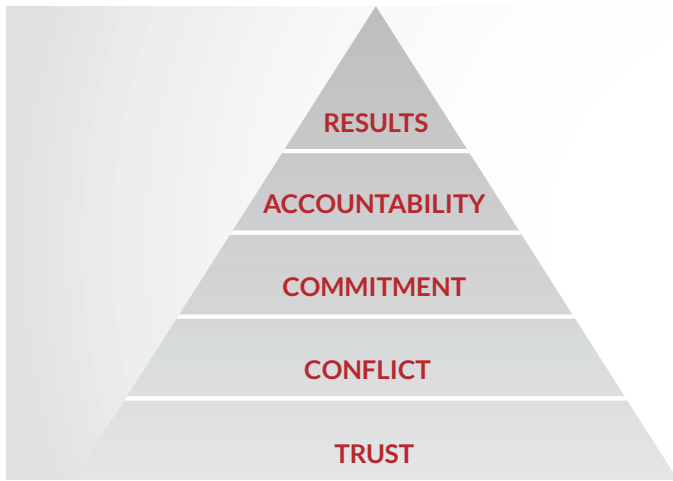 RESULTS
ACCOUNTABILITY
COMMITMENT
CONFLICT
TRUST